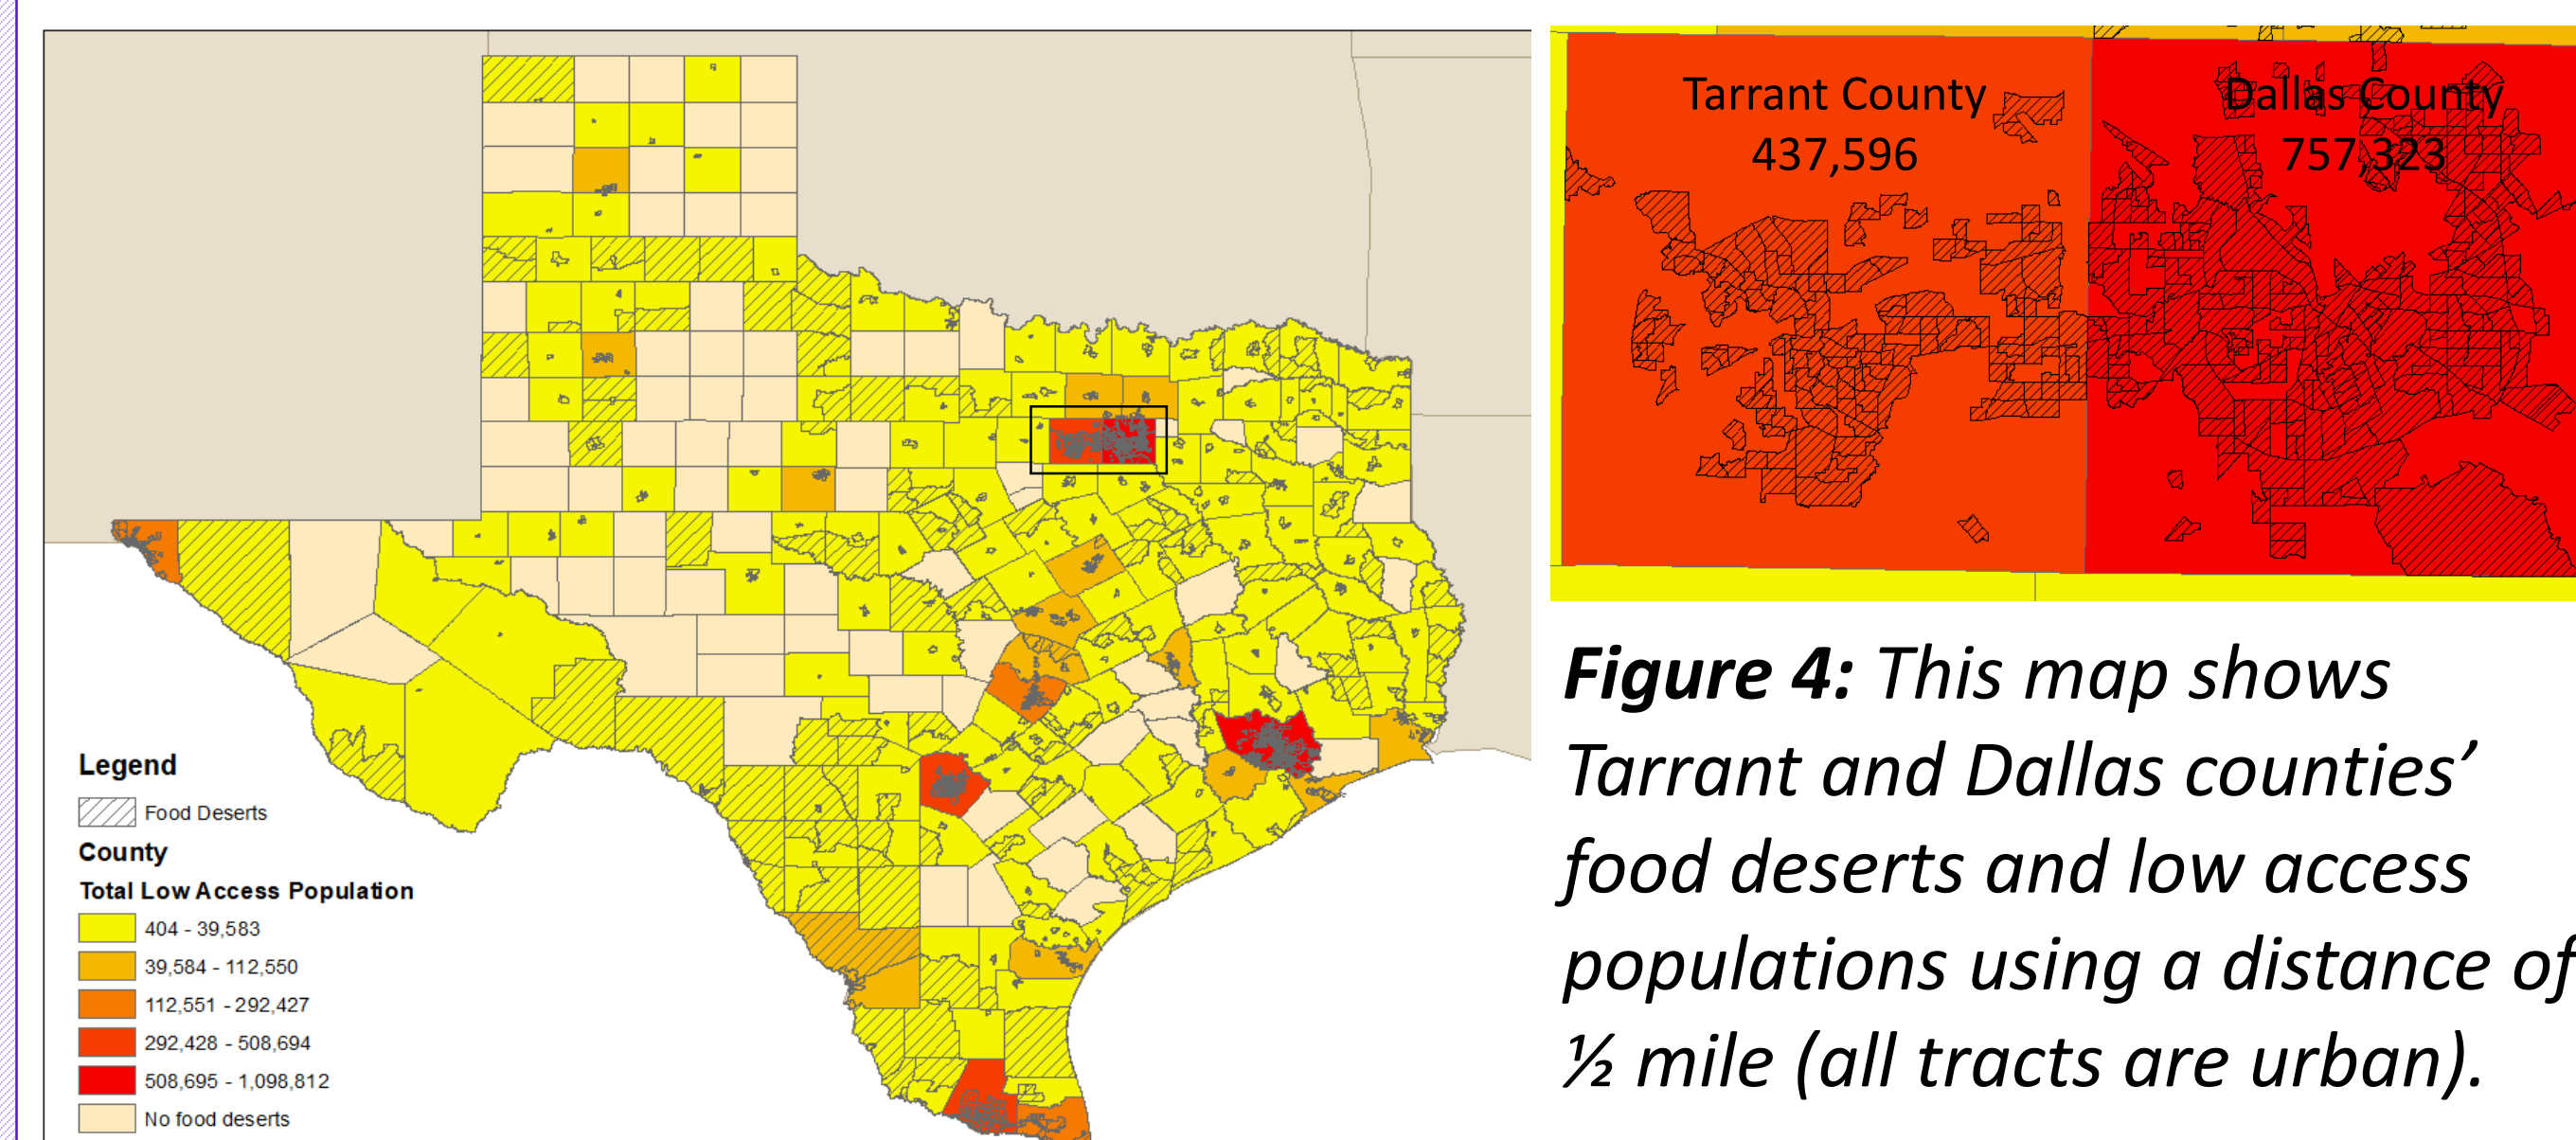 Legend
Food Deserts
County
Total Low Access Population
404 - 39,583
39,584 - 112,550
112,551 - 292,427
292,428 - 508,694
508,695 - 1,098,812
No food deserts
Tarrant County
437,596
Dallas County
757,323
Figure 4: This map shows
Tarrant and Dallas counties’
food deserts and low access
populations using a distance of
½ mile (all tracts are urban).